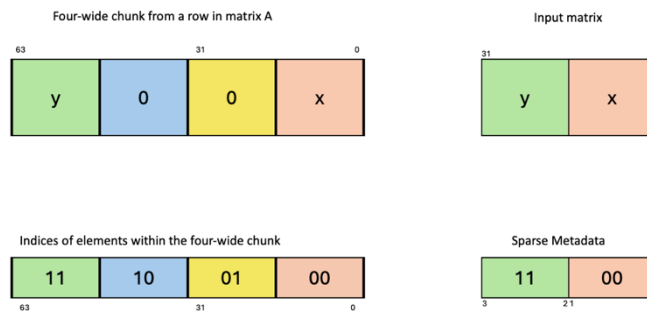 Four-wide chunk from a row in matrix A
63 31 0
y 0 0 x
Input matrix
31
y x
Indices of elements within the four-wide chunk
11 10 01 00
63 31 0
Sparse Metadata
11 00
3 2 1